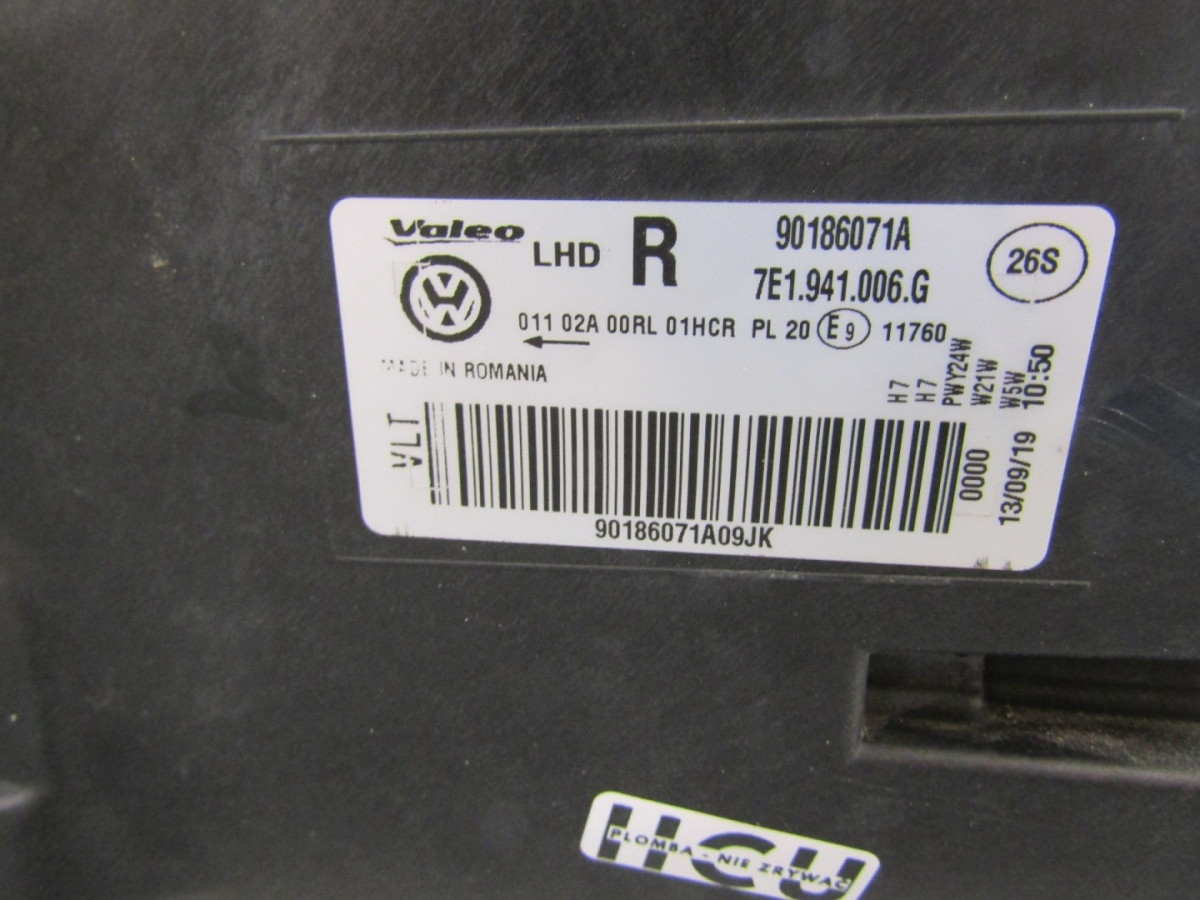 Valeo
LHD R
90186071A
7E1.941.006.G
26S
011 02A 00RL 01HCR PL 20 E9 11760
MADE IN ROMANIA
H7
H7
PWY24W
W21W
W5W
13/09/19 10:50
VLT
0000
90186071A09JK
HCU
PLOMBA - NIE ZRYWAĆ